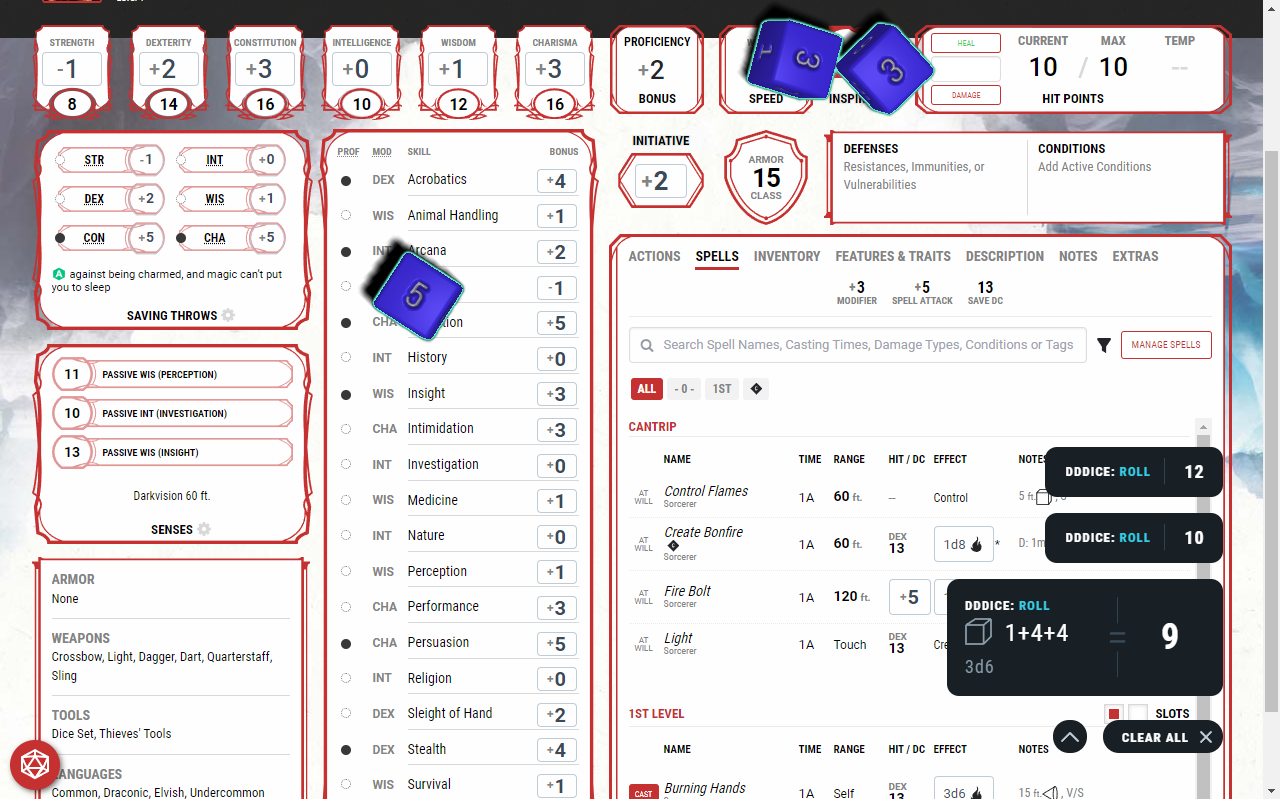 STRENGTH
-1
8
DEXTERITY
+2
14
CONSTITUTION
+3
16
INTELLIGENCE
+0
10
WISDOM
+1
12
CHARISMA
+3
16
PROFICIENCY
+2
BONUS
SPEED
1
3
3
HEAL
DAMAGE
CURRENT
MAX
TEMP
10 / 10 --
HIT POINTS
STR -1
INT +0
DEX +2
WIS +1
CON +5
CHA +5
A against being charmed, and magic can't put
you to sleep
SAVING THROWS
11 PASSIVE WIS (PERCEPTION)
10 PASSIVE INT (INVESTIGATION)
13 PASSIVE WIS (INSIGHT)
Darkvision 60 ft.
SENSES
ARMOR
None
WEAPONS
Crossbow, Light, Dagger, Dart, Quarterstaff,
Sling
TOOLS
Dice Set, Thieves' Tools
LANGUAGES
Common, Draconic, Elvish, Undercommon
PROF MOD SKILL BONUS
DEX Acrobatics +4
WIS Animal Handling +1
INT Arcana +2
-1
5
CHA +5
INT History +0
WIS Insight +3
CHA Intimidation +3
INT Investigation +0
WIS Medicine +1
INT Nature +0
WIS Perception +1
CHA Performance +3
CHA Persuasion +5
INT Religion +0
DEX Sleight of Hand +2
DEX Stealth +4
WIS Survival +1
INITIATIVE
+2
ARMOR
15
CLASS
DEFENSES
Resistances, Immunities, or
Vulnerabilities
CONDITIONS
Add Active Conditions
ACTIONS SPELLS INVENTORY FEATURES & TRAITS DESCRIPTION NOTES EXTRAS
+3 +5 13
MODIFIER SPELL ATTACK SAVE DC
Search Spell Names, Casting Times, Damage Types, Conditions or Tags
MANAGE SPELLS
ALL - 0 - 1ST C
CANTRIP
NAME TIME RANGE HIT / DC EFFECT NOTES
AT WILL Control Flames 1A 60 ft. -- Control 5 ft.
Sorcerer
Create Bonfire
C
AT WILL 1A 60 ft. DEX 13 1d8 * D: 1m
Sorcerer
AT WILL Fire Bolt 1A 120 ft. +5
Sorcerer
AT WILL Light 1A Touch DEX 13
Sorcerer
DDDICE: ROLL 12
DDDICE: ROLL 10
DDDICE: ROLL
1+4+4 = 9
3d6
1ST LEVEL SLOTS
CLEAR ALL
NAME TIME RANGE HIT / DC EFFECT NOTES
CAST Burning Hands 1A Self DEX 13 3d6 15 ft. , V/S